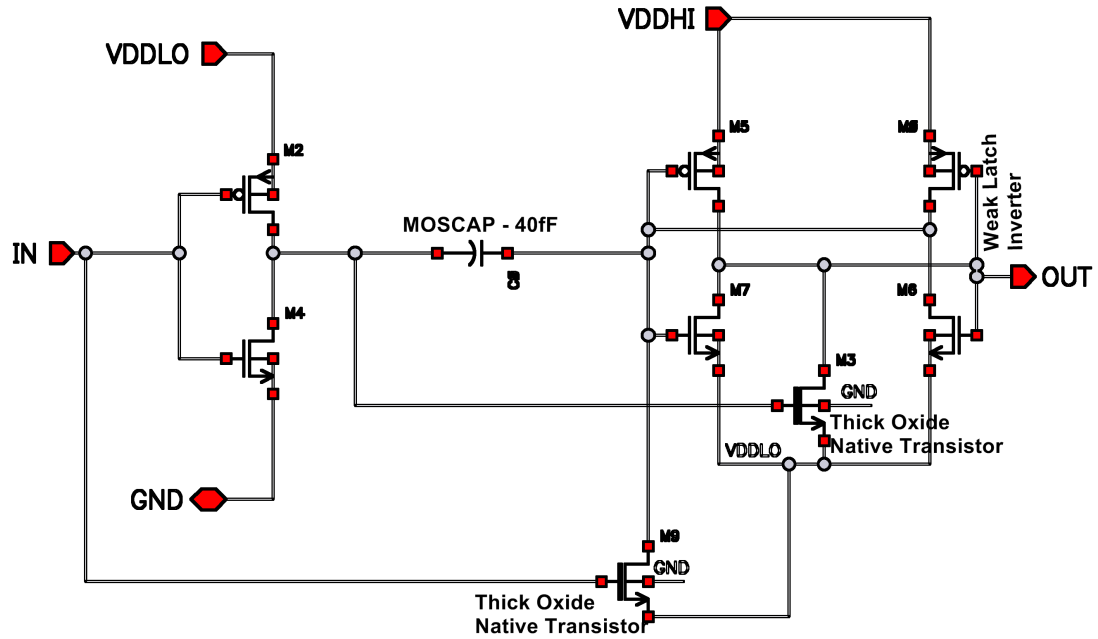 VDDHI
VDDLO
M5
M2
MOSCAP - 40fF
Weak Latch
Inverter
IN
OUT
M7
M6
M4
M3
GND
Thick Oxide
Native Transistor
VDDLO
GND
M9
GND
Thick Oxide
Native Transistor